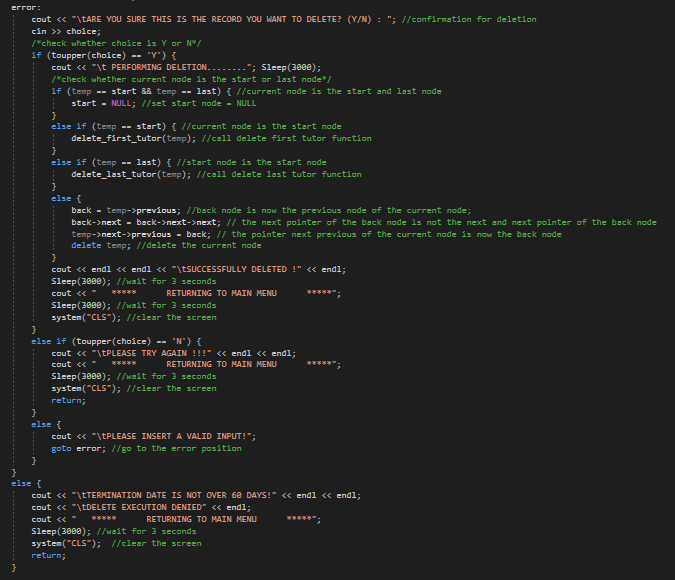 error:
cout << "\tARE YOU SURE THIS IS THE RECORD YOU WANT TO DELETE? (Y/N) : "; //confirmation for deletion
cin >> choice;
/*check whether choice is Y or N*/
if (toupper(choice) == 'Y') {
cout << "\t PERFORMING DELETION........"; Sleep(3000);
/*check whether current node is the start or last node*/
if (temp == start && temp == last) { //current node is the start and last node
start = NULL; //set start node = NULL
}
else if (temp == start) { //current node is the start node
delete_first_tutor(temp); //call delete first tutor function
}
else if (temp == last) { //start node is the start node
delete_last_tutor(temp); //call delete last tutor function
}
else {
back = temp->previous; //back node is now the previous node of the current node;
back->next = back->next->next; // the next pointer of the back node is not the next and next pointer of the back node
temp->next->previous = back; // the pointer next previous of the current node is now the back node
delete temp; //delete the current node
}
cout << endl << endl << "\tSUCCESSFULLY DELETED !" << endl;
Sleep(3000); //wait for 3 seconds
cout << "   *****      RETURNING TO MAIN MENU      *****";
Sleep(3000); //wait for 3 seconds
system("CLS"); //clear the screen
}
else if (toupper(choice) == 'N') {
cout << "\tPLEASE TRY AGAIN !!!" << endl << endl;
cout << "   *****      RETURNING TO MAIN MENU      *****";
Sleep(3000); //wait for 3 seconds
system("CLS"); //clear the screen
return;
}
else {
cout << "\tPLEASE INSERT A VALID INPUT!";
goto error; //go to the error position
}
}
else {
cout << "\tTERMINATION DATE IS NOT OVER 60 DAYS!" << endl << endl;
cout << "\tDELETE EXECUTION DENIED" << endl;
cout << "   *****      RETURNING TO MAIN MENU      *****";
Sleep(3000); //wait for 3 seconds
system("CLS");  //clear the screen
return;
}